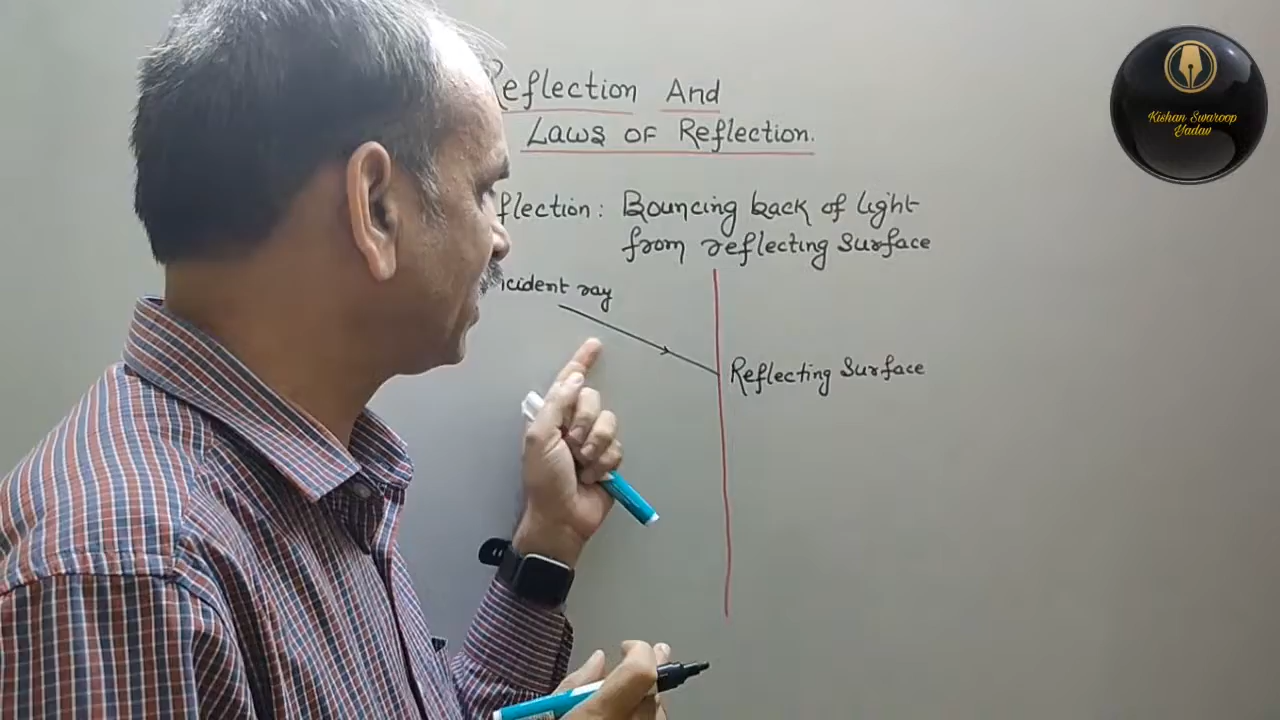 Reflection And
Laws of Reflection.
flection: Bouncing back of light
from reflecting Surface
cident ray
Reflecting Surface
Kishan Swaroop
Yadav